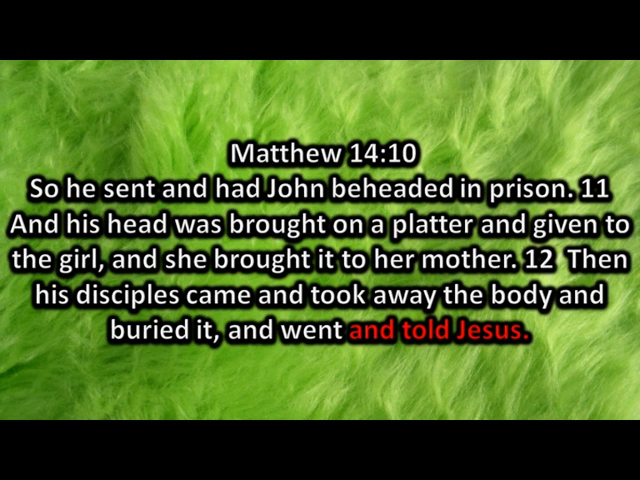 Matthew 14:10
So he sent and had John beheaded in prison. 11
And his head was brought on a platter and given to
the girl, and she brought it to her mother. 12  Then
his disciples came and took away the body and
buried it, and went and told Jesus.